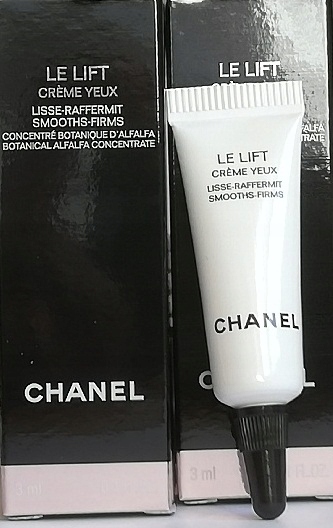 LE LIFT
CRÈME YEUX
LISSE-RAFFERMIT
SMOOTHS-FIRMS
CONCENTRÉ BOTANIQUE D'ALFALFA
BOTANICAL ALFALFA CONCENTRATE
CHANEL
3 ml
LE LIFT
3 ml
LE LIFT
CRÈME YEUX
LISSE-RAFFERMIT
SMOOTHS-FIRMS
CHANEL